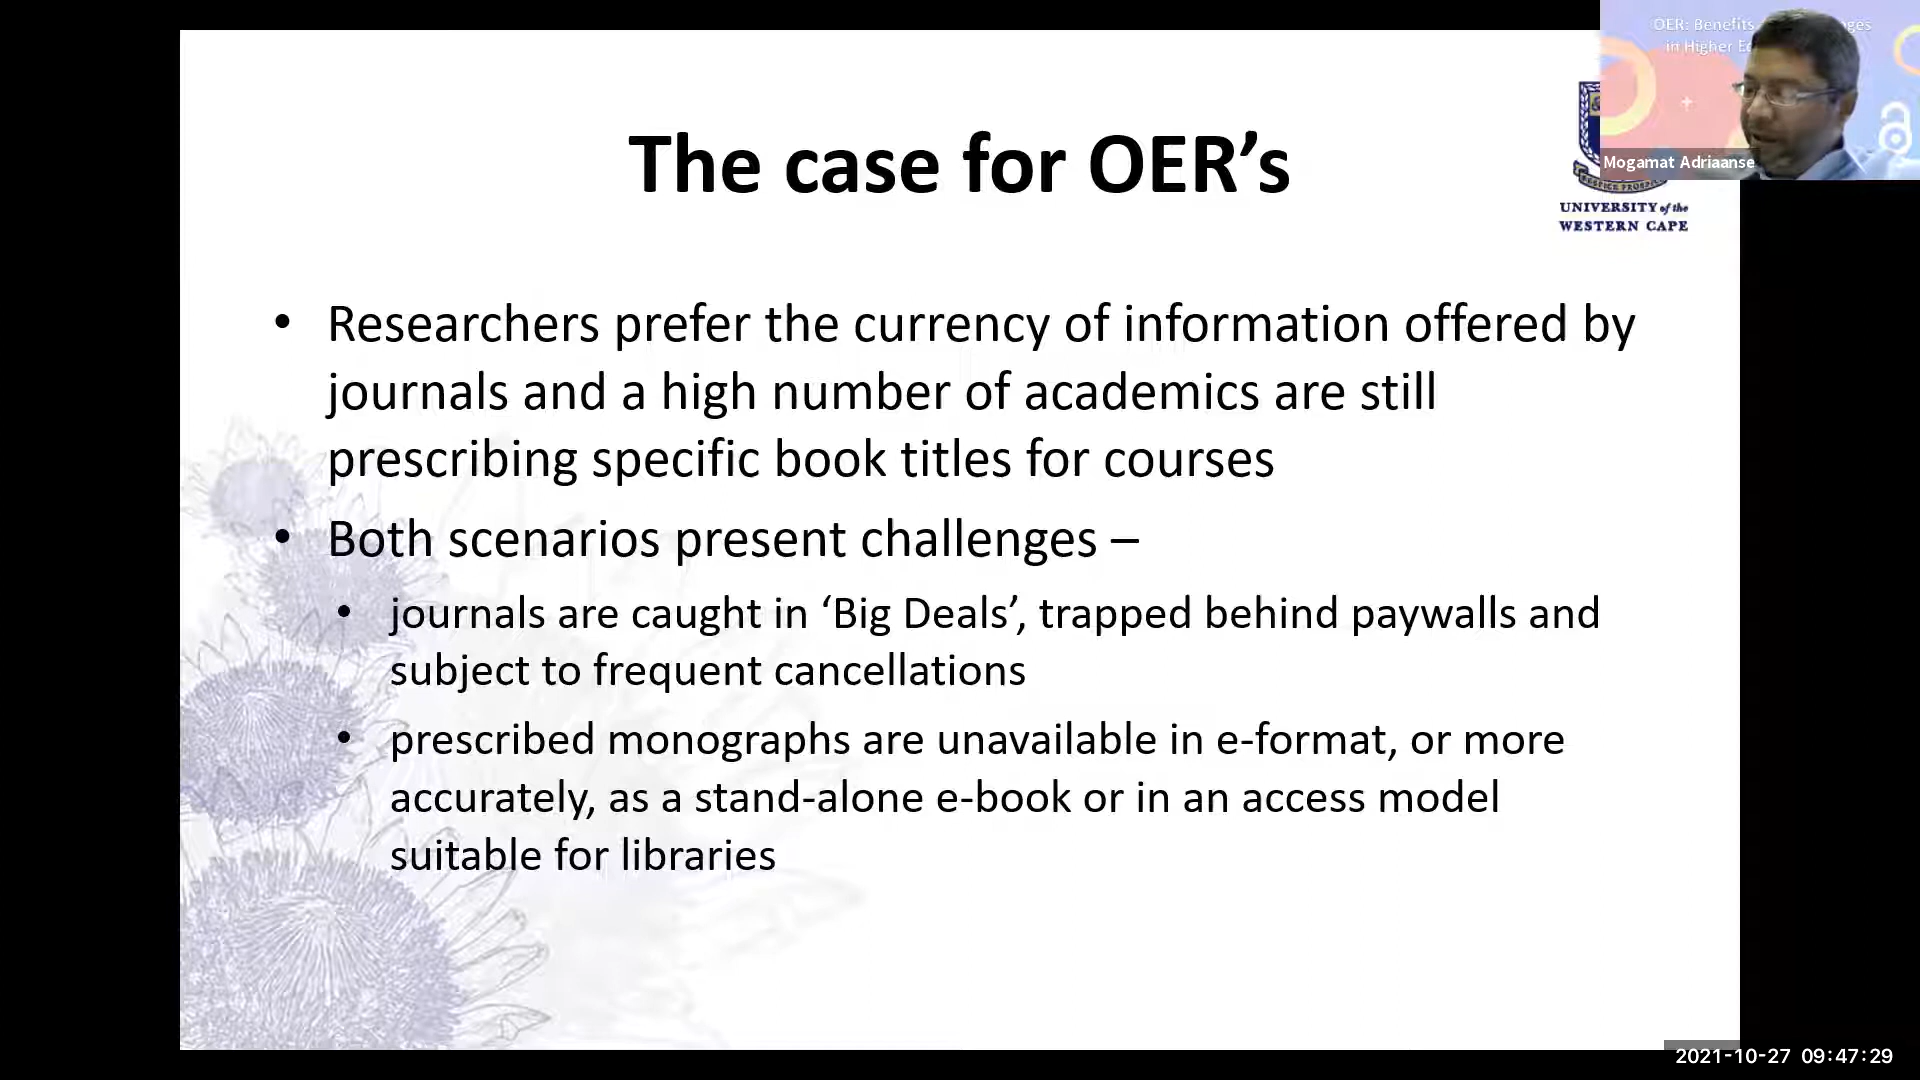 OER: Benefits ges
in Higher
The case for OER’s
Mogamat Adriaanse
UNIVERSITY of the
WESTERN CAPE
• Researchers prefer the currency of information offered by
journals and a high number of academics are still
prescribing specific book titles for courses
• Both scenarios present challenges –
• journals are caught in ‘Big Deals’, trapped behind paywalls and
subject to frequent cancellations
• prescribed monographs are unavailable in e-format, or more
accurately, as a stand-alone e-book or in an access model
suitable for libraries
2021-10-27 09:47:29